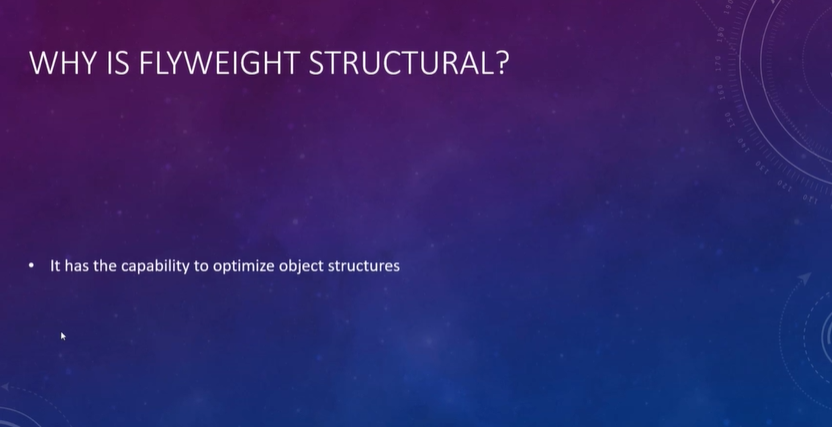 WHY IS FLYWEIGHT STRUCTURAL?
• It has the capability to optimize object structures